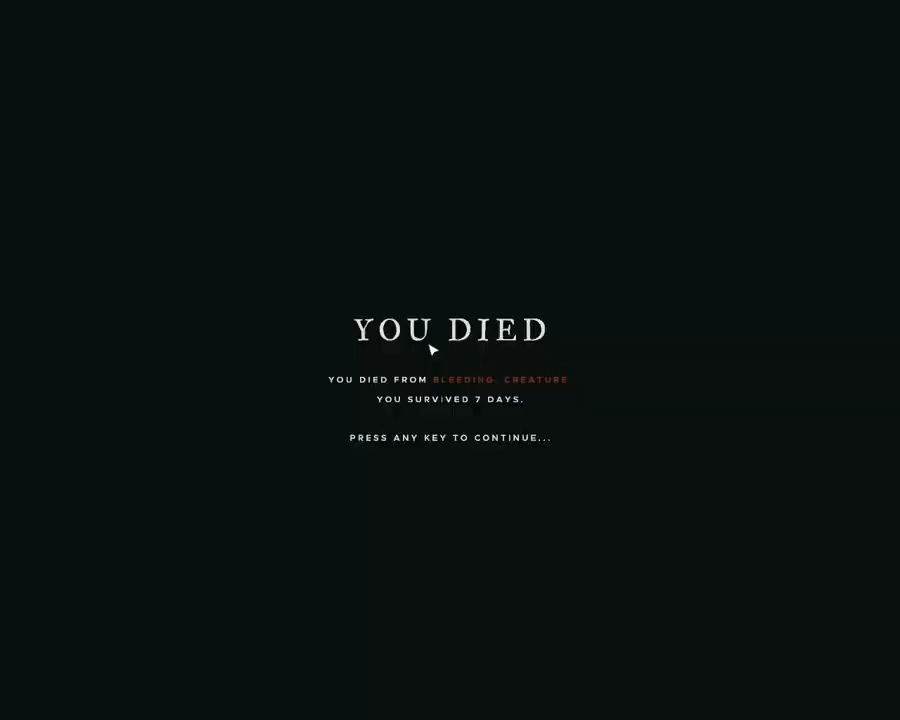 YOU DIED
YOU DIED FROM BLEEDING, CREATURE
YOU SURVIVED 7 DAYS.
PRESS ANY KEY TO CONTINUE...